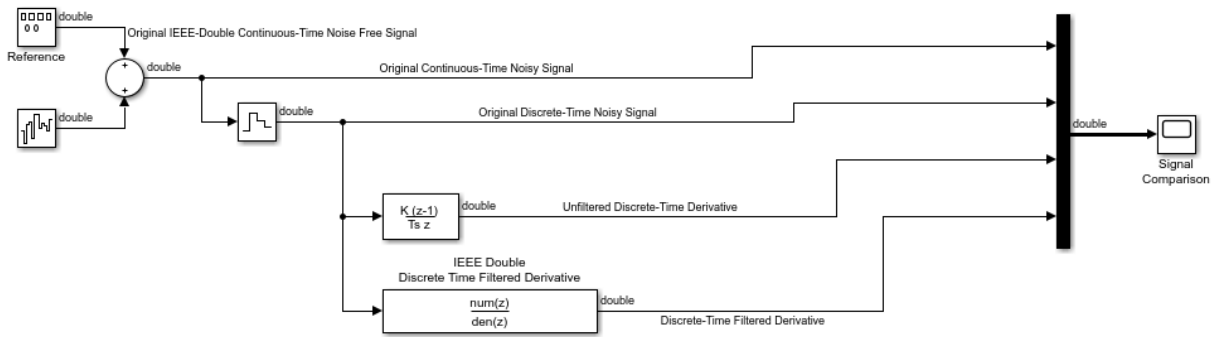 double
Original IEEE-Double Continuous-Time Noise Free Signal
Reference
+
double
Original Continuous-Time Noisy Signal
+
double
double
Original Discrete-Time Noisy Signal
double
Signal
Comparison
K (z-1)
Ts z
double
Unfiltered Discrete-Time Derivative
IEEE Double
Discrete Time Filtered Derivative
num(z)
den(z)
double
Discrete-Time Filtered Derivative